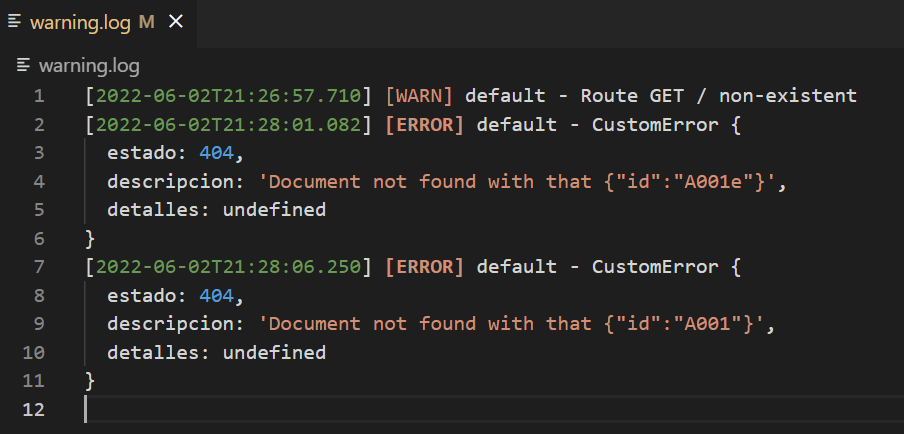 warning.log M
warning.log
1 [2022-06-02T21:26:57.710] [WARN] default - Route GET / non-existent
2 [2022-06-02T21:28:01.082] [ERROR] default - CustomError {
3   estado: 404,
4   descripcion: 'Document not found with that {"id":"A001e"}',
5   detalles: undefined
6 }
7 [2022-06-02T21:28:06.250] [ERROR] default - CustomError {
8   estado: 404,
9   descripcion: 'Document not found with that {"id":"A001"}',
10   detalles: undefined
11 }
12